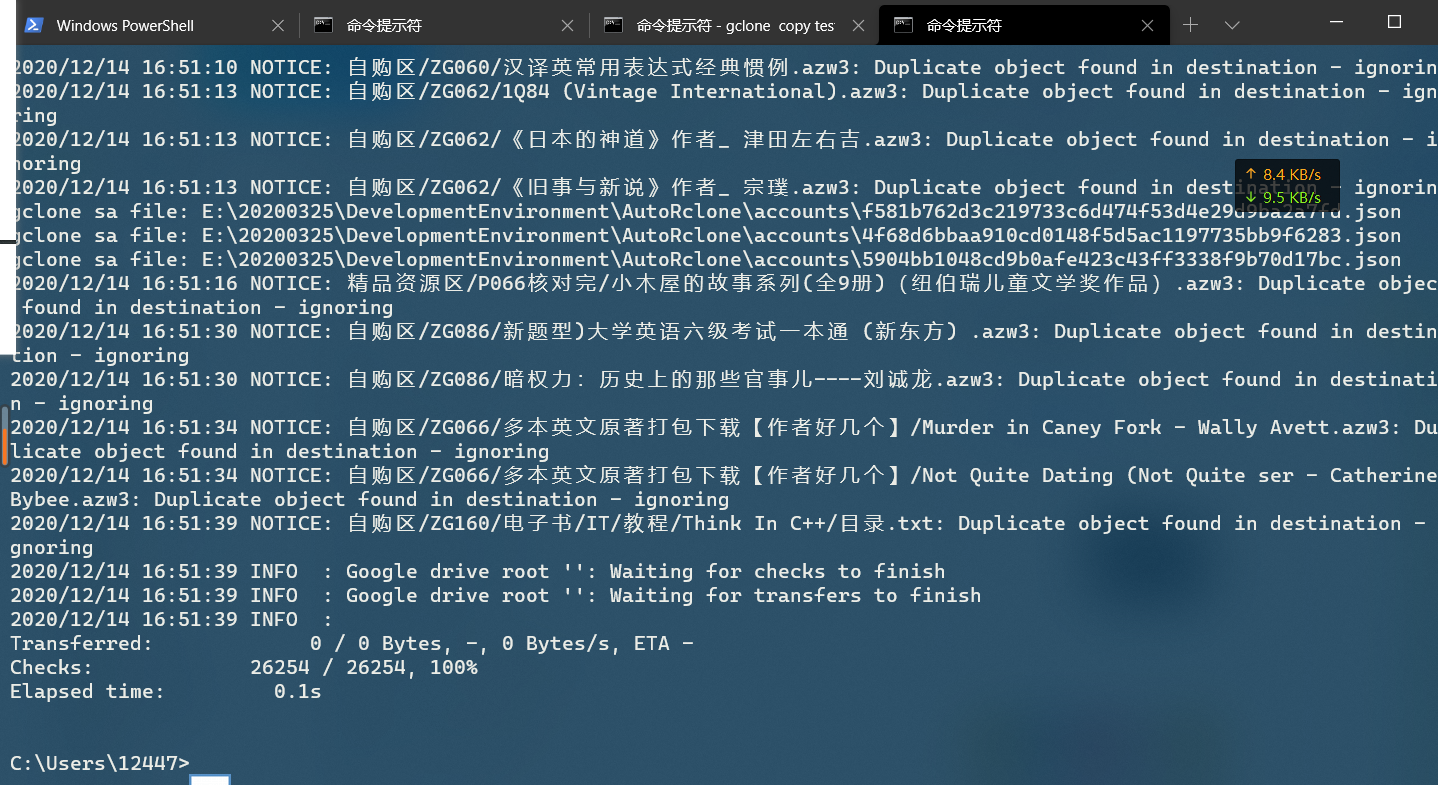 Windows PowerShell
命令提示符
命令提示符 - gclone copy tes
命令提示符
2020/12/14 16:51:10 NOTICE: 自购区/ZG060/汉译英常用表达式经典惯例.azw3: Duplicate object found in destination - ignorin
2020/12/14 16:51:13 NOTICE: 自购区/ZG062/1Q84 (Vintage International).azw3: Duplicate object found in destination - ign
ring
2020/12/14 16:51:13 NOTICE: 自购区/ZG062/《日本的神道》作者_ 津田左右吉.azw3: Duplicate object found in destination - i
noring
2020/12/14 16:51:13 NOTICE: 自购区/ZG062/《旧事与新说》作者_ 宗璞.azw3: Duplicate object found in destination - ignorin
↑ 8.4 KB/s
↓ 9.5 KB/s
gclone sa file: E:\20200325\DevelopmentEnvironment\AutoRclone\accounts\f581b762d3c219733c6d474f53d4e29d9ba2a7fd.json
gclone sa file: E:\20200325\DevelopmentEnvironment\AutoRclone\accounts\4f68d6bbaa910cd0148f5d5ac1197735bb9f6283.json
gclone sa file: E:\20200325\DevelopmentEnvironment\AutoRclone\accounts\5904bb1048cd9b0afe423c43ff3338f9b70d17bc.json
2020/12/14 16:51:16 NOTICE: 精品资源区/P066核对完/小木屋的故事系列(全9册)（纽伯瑞儿童文学奖作品）.azw3: Duplicate objec
found in destination - ignoring
2020/12/14 16:51:30 NOTICE: 自购区/ZG086/新题型)大学英语六级考试一本通（新东方）.azw3: Duplicate object found in destin
tion - ignoring
2020/12/14 16:51:30 NOTICE: 自购区/ZG086/暗权力：历史上的那些官事儿----刘诚龙.azw3: Duplicate object found in destinati
n - ignoring
2020/12/14 16:51:34 NOTICE: 自购区/ZG066/多本英文原著打包下载【作者好几个】/Murder in Caney Fork - Wally Avett.azw3: Du
licate object found in destination - ignoring
2020/12/14 16:51:34 NOTICE: 自购区/ZG066/多本英文原著打包下载【作者好几个】/Not Quite Dating (Not Quite ser - Catherine
Bybee.azw3: Duplicate object found in destination - ignoring
2020/12/14 16:51:39 NOTICE: 自购区/ZG160/电子书/IT/教程/Think In C++/目录.txt: Duplicate object found in destination -
gnoring
2020/12/14 16:51:39 INFO  : Google drive root '': Waiting for checks to finish
2020/12/14 16:51:39 INFO  : Google drive root '': Waiting for transfers to finish
2020/12/14 16:51:39 INFO  :
Transferred: 0 / 0 Bytes, -, 0 Bytes/s, ETA -
Checks: 26254 / 26254, 100%
Elapsed time: 0.1s
C:\Users\12447>